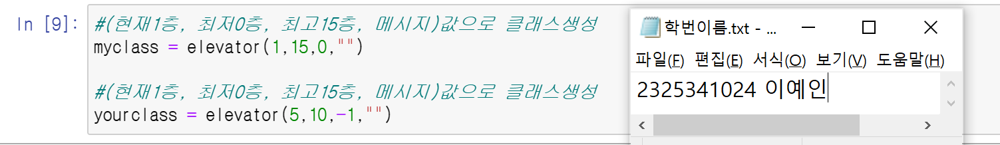 In [9]:
#(현재1층, 최저0층, 최고15층, 메시지)값으로 클래스생성
myclass = elevator(1,15,0,"")
#(현재1층, 최저0층, 최고15층, 메시지)값으로 클래스생성
yourclass = elevator(5,10,-1,"")
학번이름.txt - ...
파일(F) 편집(E) 서식(O) 보기(V) 도움말(H)
2325341024 이예인